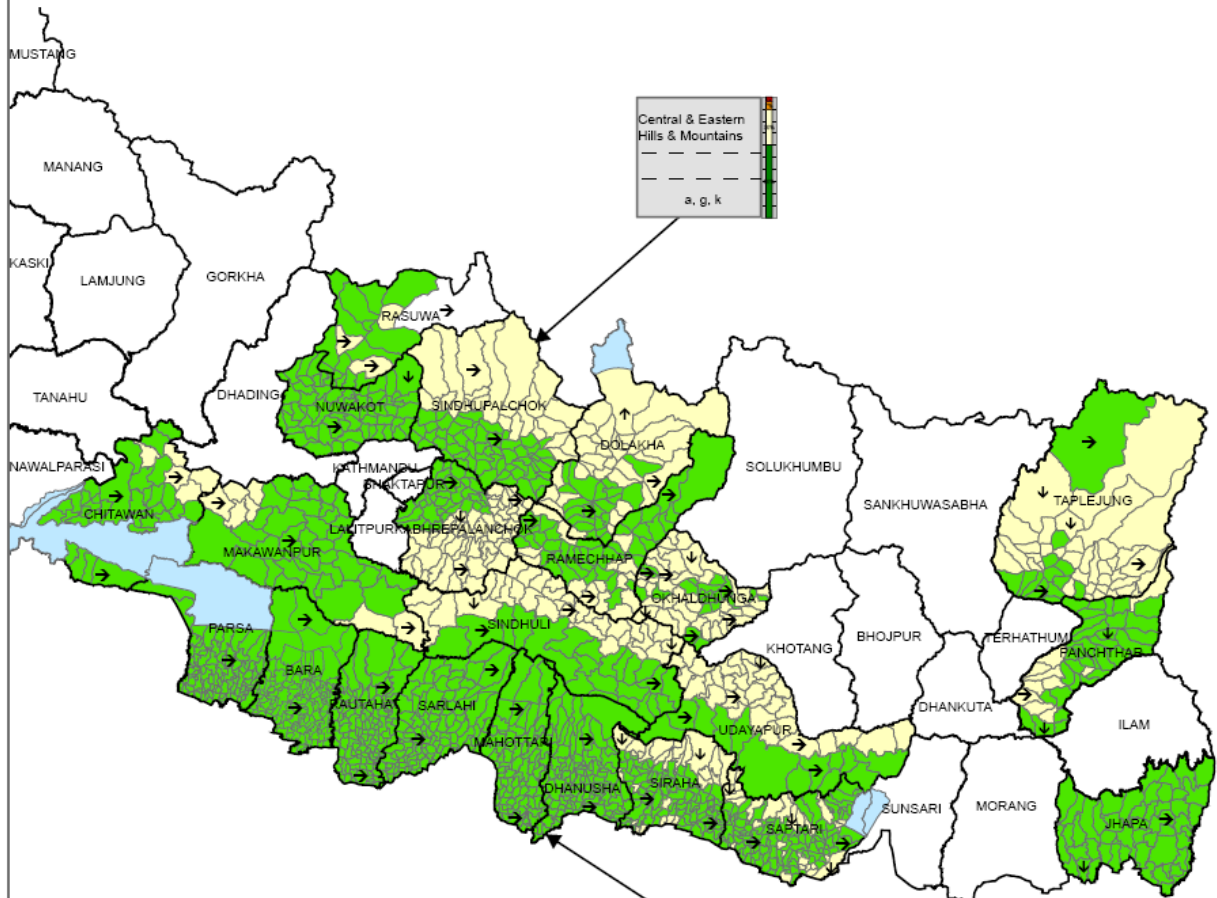 MUSTANG
Central & Eastern
Hills & Mountains
a, g, k
MANANG
KASKI
LAMJUNG
GORKHA
RASUWA
TANAHU
DHADING
NUWAKOT
SINDHUPALCHOK
DOLAKHA
SOLUKHUMBU
NAWALPARASI
KATHMANDU
BHAKTAPUR
SANKHUWASABHA
TAPLEJUNG
CHITAWAN
LALITPUR
KABHREPALANCHOK
MAKAWANPUR
RAMECHHAP
OKHALDHUNGA
PARSA
SINDHULI
KHOTANG
BHOJPUR
TERHATHUM
PANCHTHAR
BARA
RAUTAHAT
SARLAHI
DHANKUTA
ILAM
MAHOTTARI
UDAYAPUR
DHANUSHA
SIRAHA
SAPTARI
SUNSARI
MORANG
JHAPA